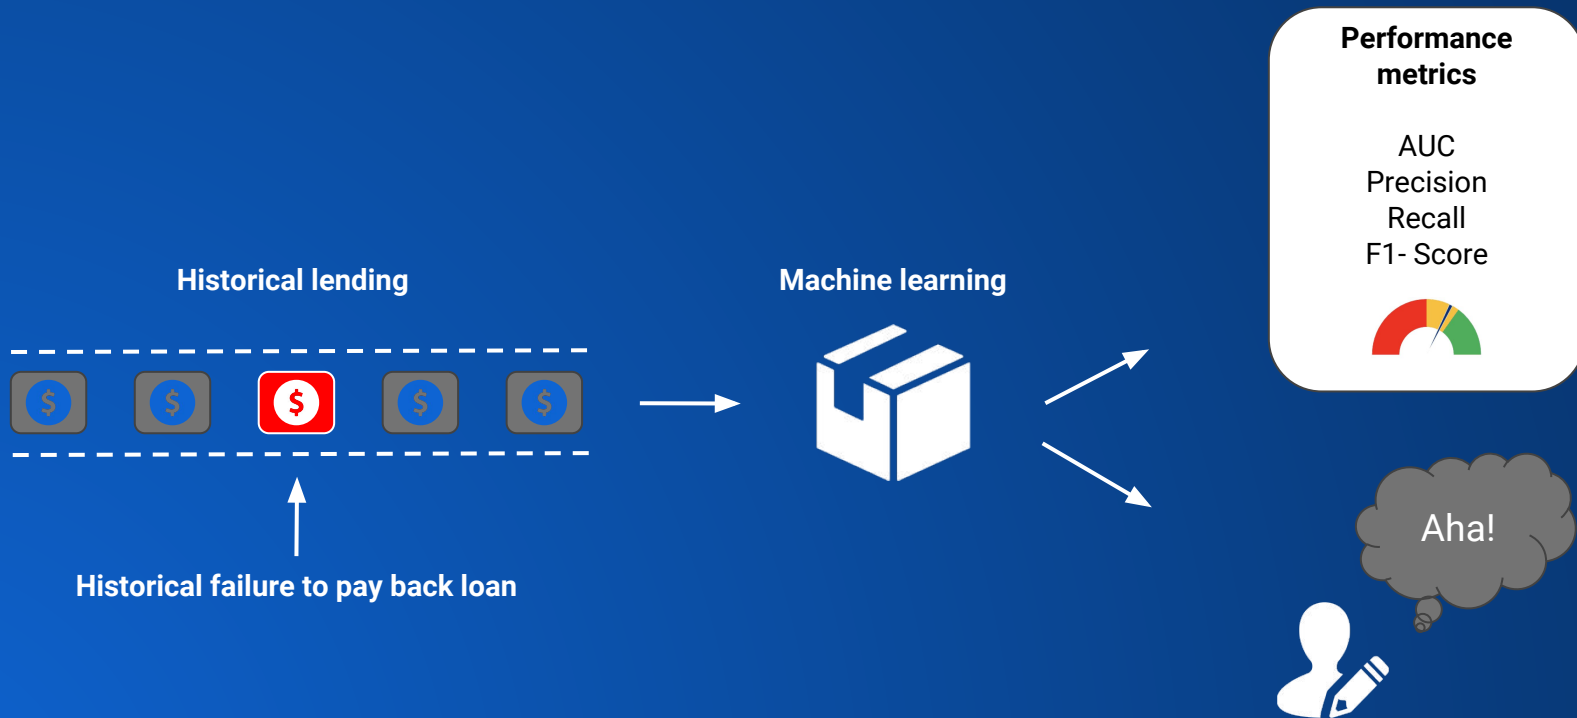 Performance
metrics
AUC
Precision
Recall
F1- Score
Historical lending
Machine learning
$ $ $ $ $
Aha!
Historical failure to pay back loan